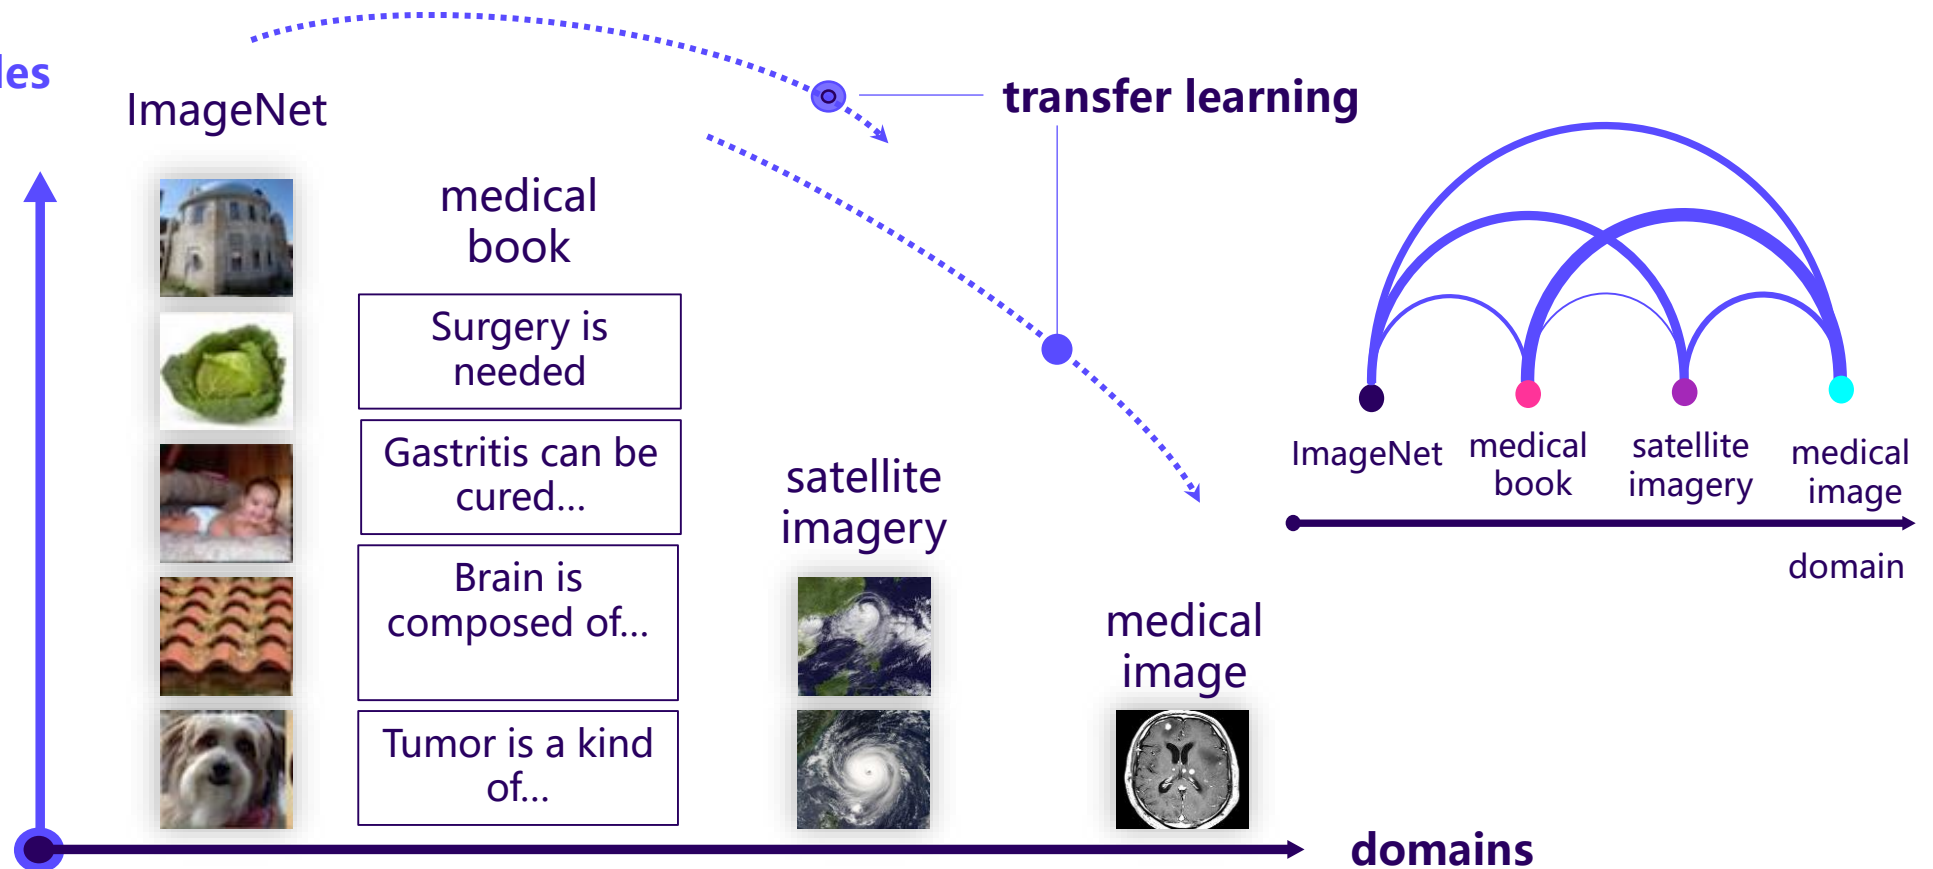 ImageNet
medical
book
Surgery is
needed
Gastritis can be
cured...
Brain is
composed of...
Tumor is a kind
of...
satellite
imagery
medical
image
domains
transfer learning
ImageNet
medical
book
satellite
imagery
medical
image
domain